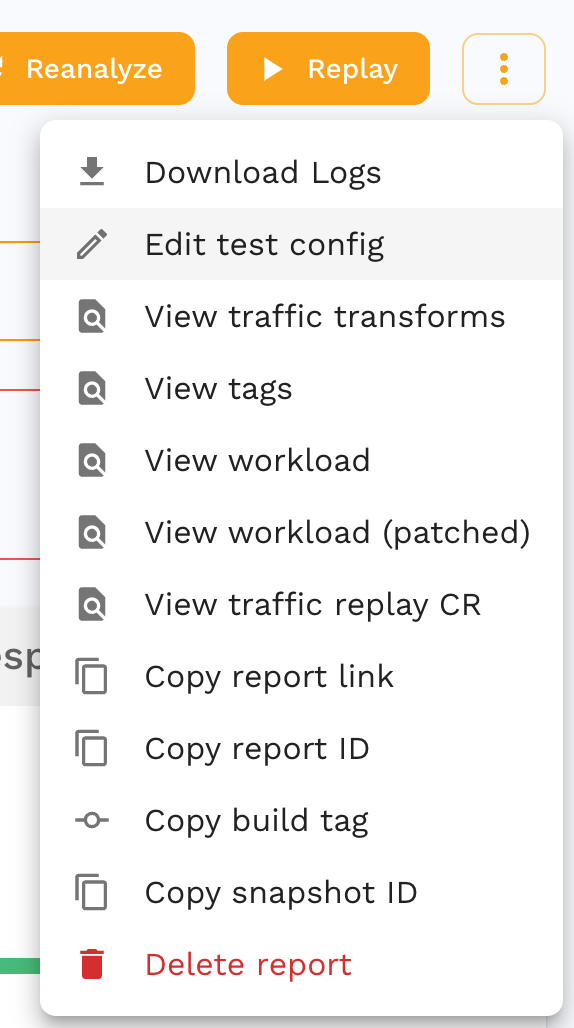 Reanalyze
Replay
Download Logs
Edit test config
View traffic transforms
View tags
View workload
View workload (patched)
View traffic replay CR
Copy report link
Copy report ID
Copy build tag
Copy snapshot ID
Delete report